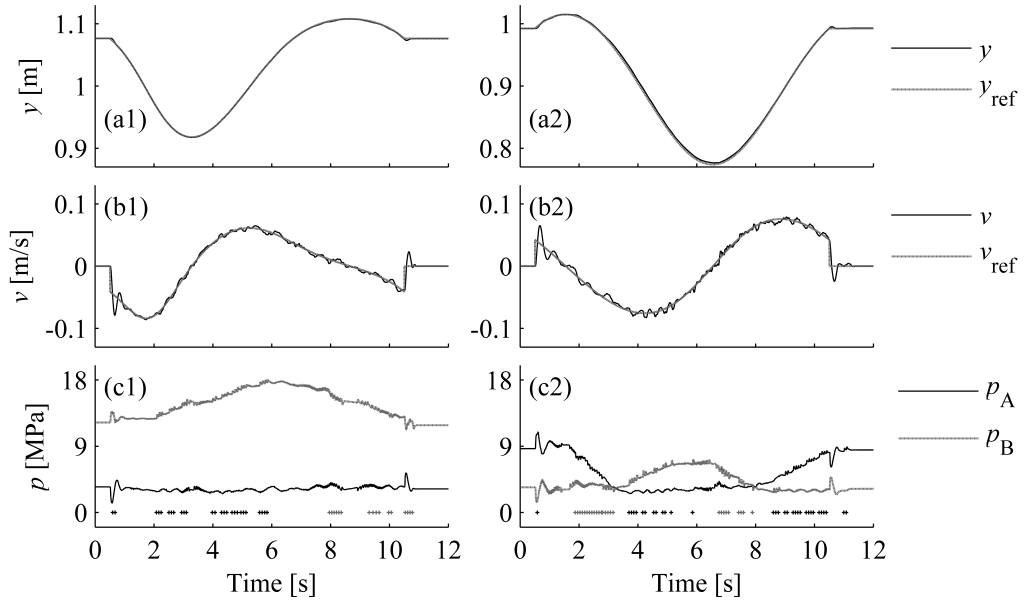 1.1
1
0.9
y [m]
(a1)
1
0.9
0.8
(a2)
y
y_ref
0.1
0
-0.1
v [m/s]
(b1)
0.1
0
-0.1
(b2)
v
v_ref
18
9
0
p [MPa]
(c1)
18
9
0
(c2)
p_A
p_B
0 2 4 6 8 10 12
0 2 4 6 8 10 12
Time [s]
Time [s]